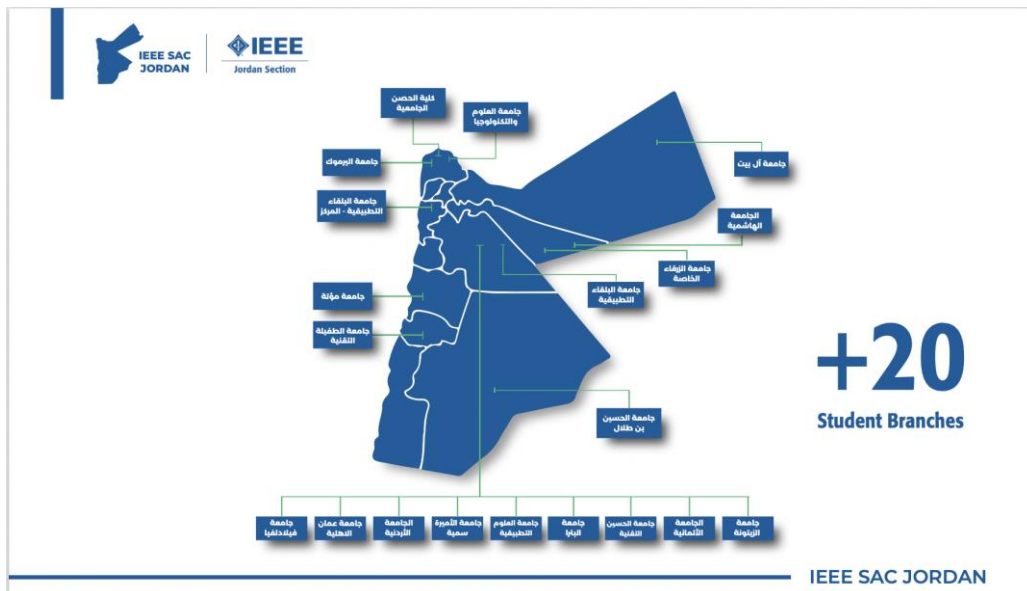 IEEE SAC
JORDAN
IEEE
Jordan Section
كلية الحصن
الجامعية
جامعة العلوم
والتكنولوجيا
جامعة اليرموك
جامعة آل بيت
جامعة البلقاء
التطبيقية - المركز
الجامعة
الهاشمية
جامعة الزرقاء
الخاصة
جامعة البلقاء
التطبيقية
جامعة مؤتة
جامعة الطفيلة
التقنية
+20
Student Branches
جامعة الحسين
بن طلال
جامعة
الزيتونة
الجامعة
الألمانية
جامعة الحسين
التقنية
جامعة
البترا
جامعة العلوم
التطبيقية
جامعة الأميرة
سمية
الجامعة
الأردنية
جامعة عمان
الاهلية
جامعة
فيلادلفيا
IEEE SAC JORDAN